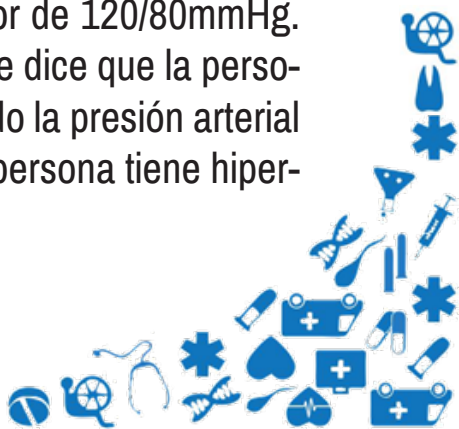 or de 120/80mmHg.
e dice que la perso-
do la presión arterial
persona tiene hiper-